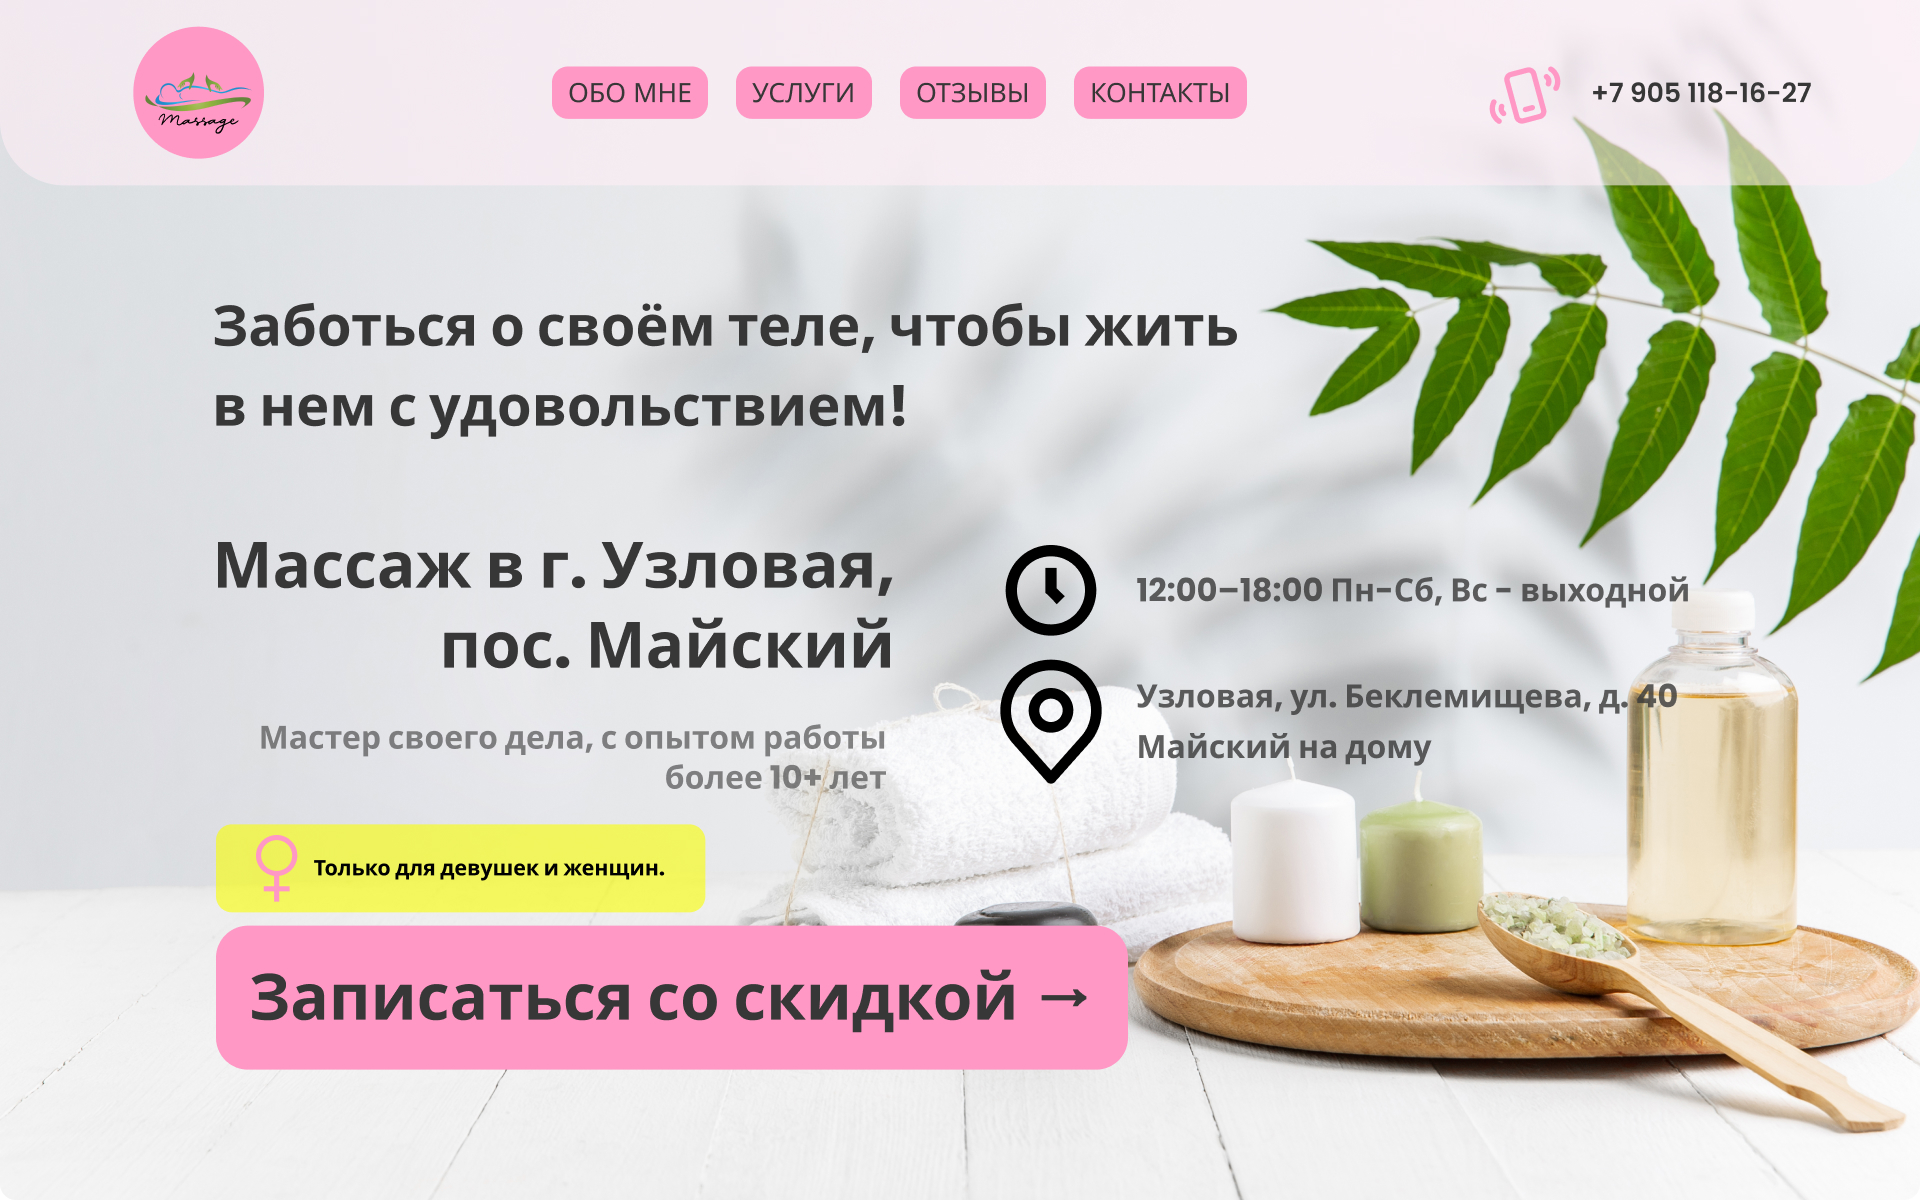 Massage
ОБО МНЕ
УСЛУГИ
ОТЗЫВЫ
КОНТАКТЫ
+7 905 118-16-27
Заботься о своём теле, чтобы жить
в нем с удовольствием!
Массаж в г. Узловая,
пос. Майский
Мастер своего дела, с опытом работы
более 10+ лет
12:00–18:00 Пн-Сб, Вс - выходной
Узловая, ул. Беклемищева, д. 40
Майский на дому
Только для девушек и женщин.
Записаться со скидкой →